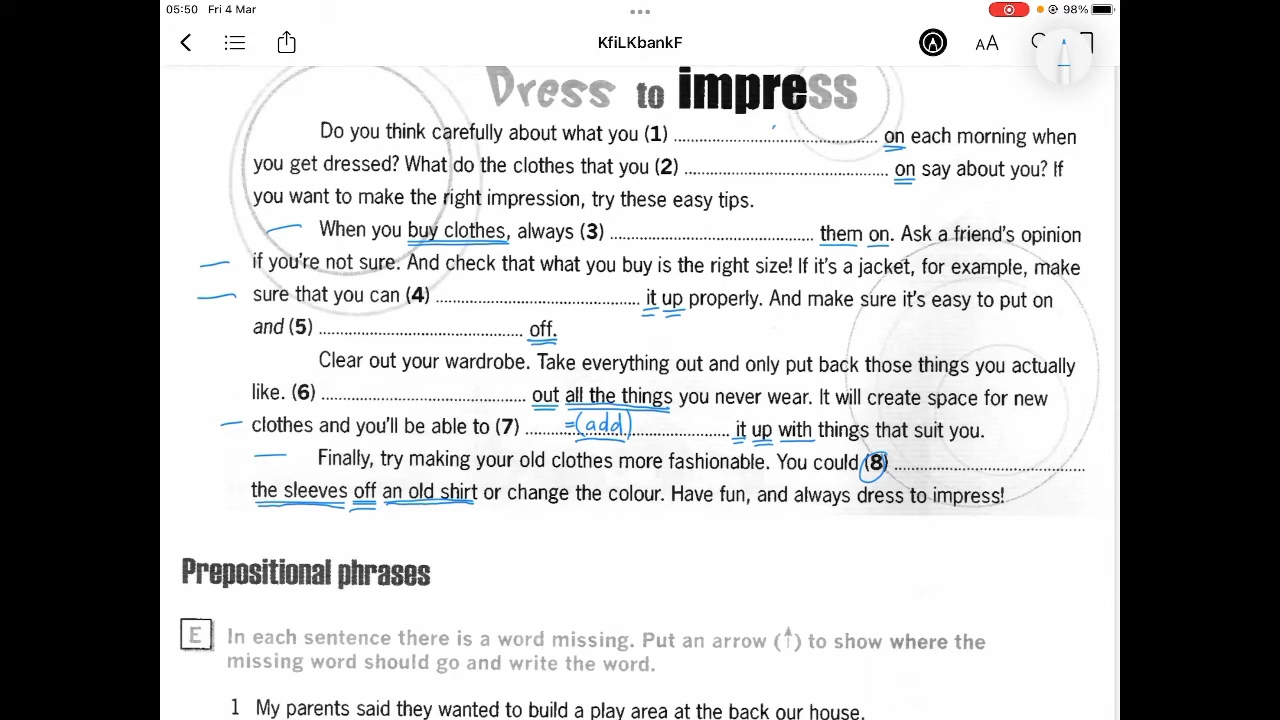 05:50 Fri 4 Mar
98%
KfiLKbankF
AA
Dress to impress
Do you think carefully about what you (1) ................................................ on each morning when
you get dressed? What do the clothes that you (2) ................................................ on say about you? If
you want to make the right impression, try these easy tips.
When you buy clothes, always (3) ................................................ them on. Ask a friend's opinion
if you're not sure. And check that what you buy is the right size! If it's a jacket, for example, make
sure that you can (4) ................................................ it up properly. And make sure it's easy to put on
and (5) ................................................ off.
Clear out your wardrobe. Take everything out and only put back those things you actually
like. (6) ................................................ out all the things you never wear. It will create space for new
clothes and you'll be able to (7) ..........=(add)........................ it up with things that suit you.
Finally, try making your old clothes more fashionable. You could (8) ................................................
the sleeves off an old shirt or change the colour. Have fun, and always dress to impress!
Prepositional phrases
E In each sentence there is a word missing. Put an arrow (↑) to show where the
missing word should go and write the word.
1 My parents said they wanted to build a play area at the back our house.